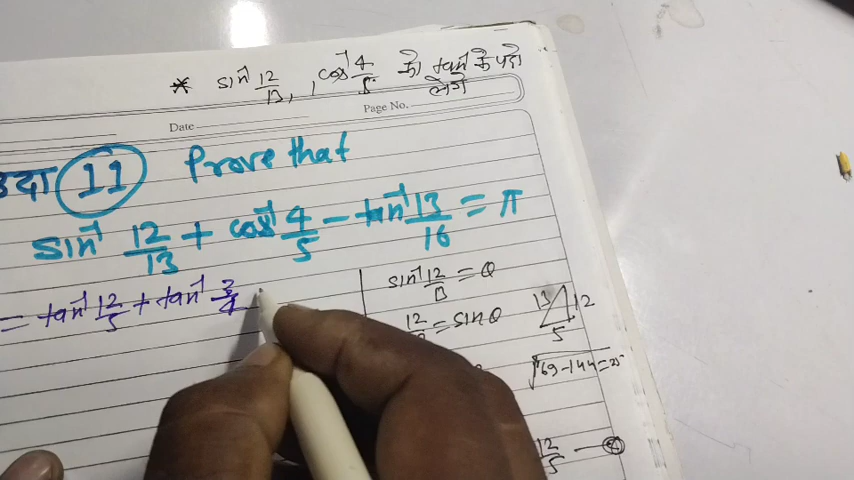 * sin⁻¹ 12/13, cos⁻¹ 4/5 को tan⁻¹ के
लेंगे
Date
Page No.
उदा 11 Prove that
sin⁻¹ 12/13 + cos⁻¹ 4/5 - tan⁻¹ 13/16 = π
= tan⁻¹ 12/5 + tan⁻¹ 3/4
sin⁻¹ 12/13 = θ
12 = sinθ
13 12
5
√169-144=25
12/5